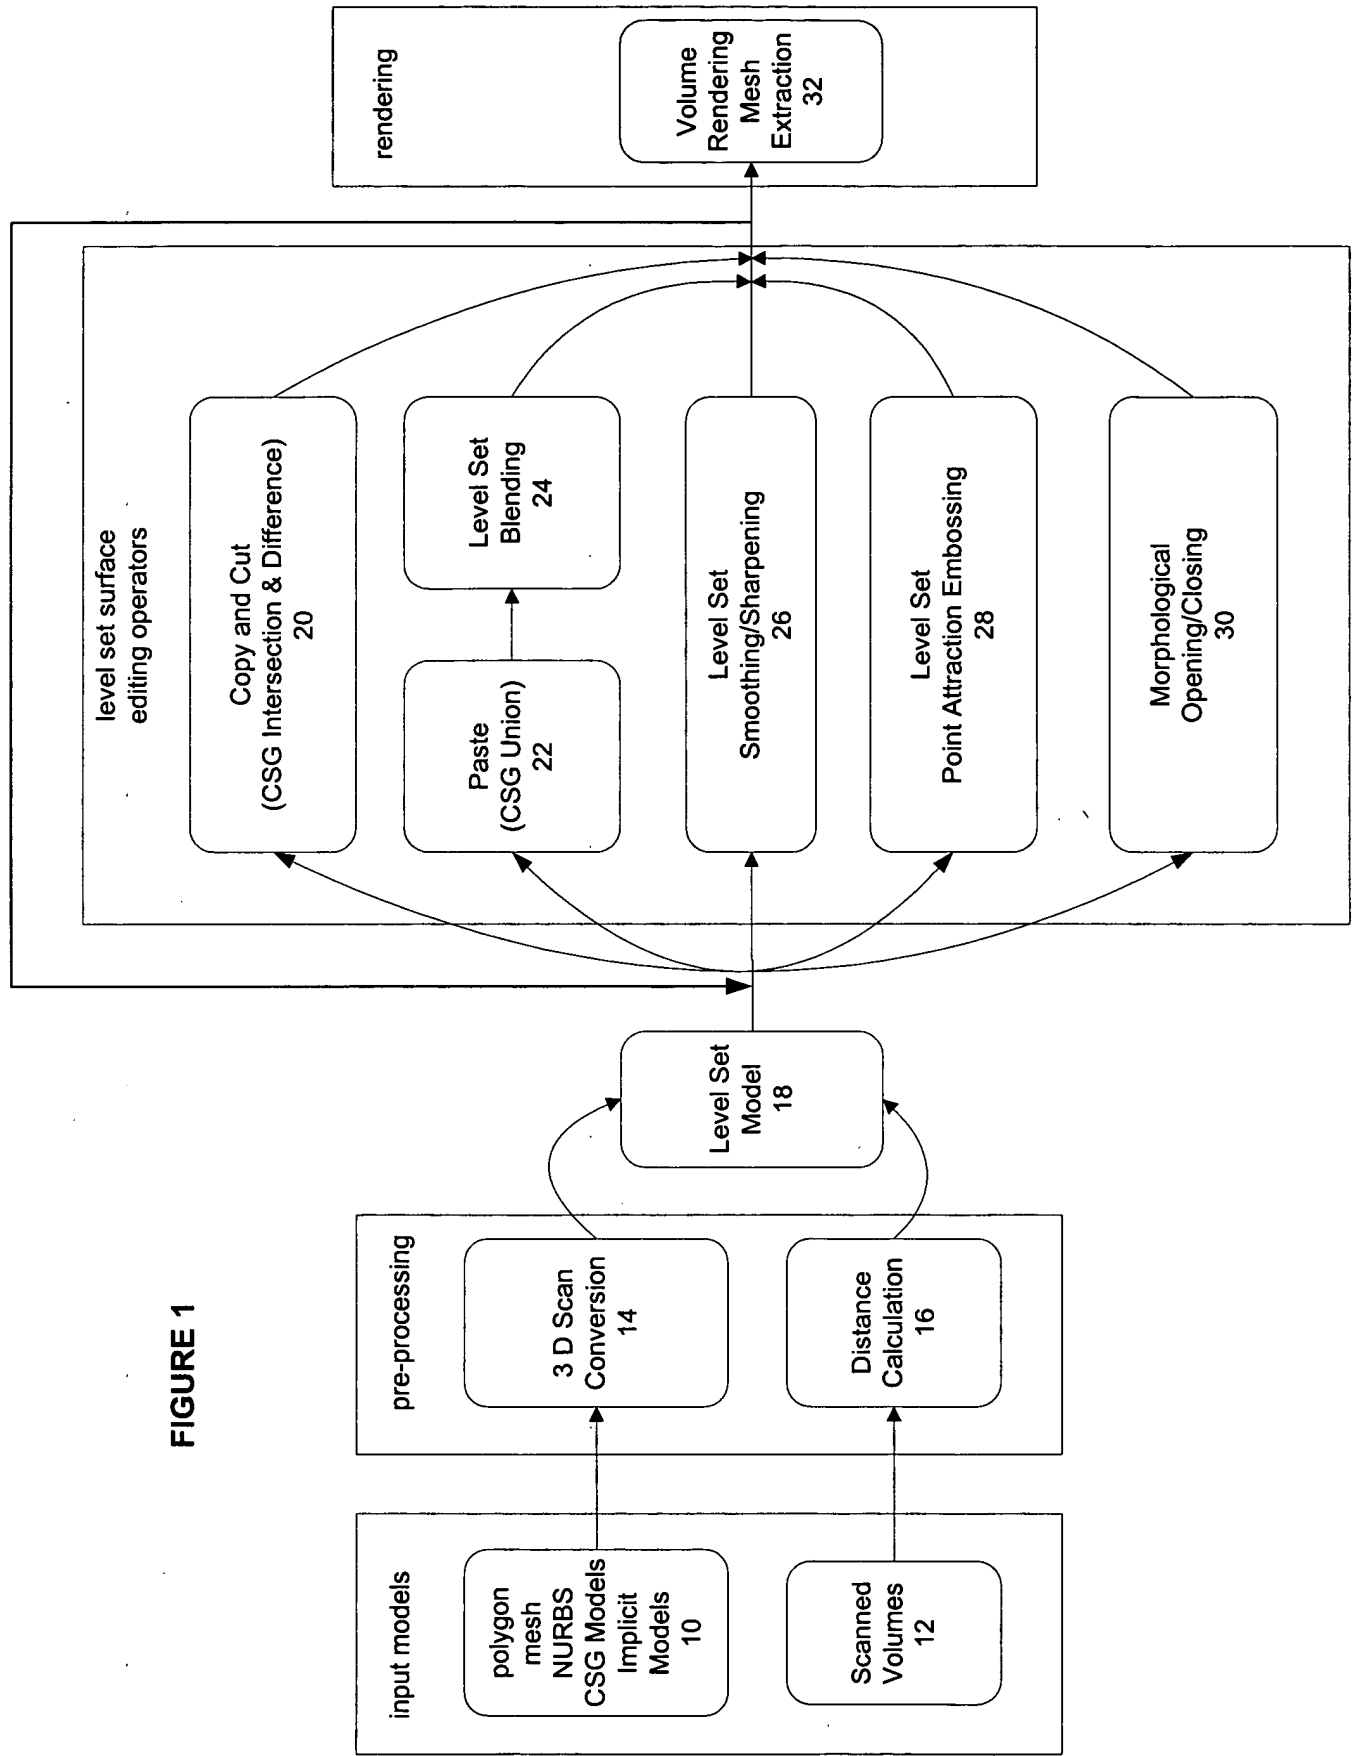 FIGURE 1
input models
polygon
mesh
NURBS
CSG Models
Implicit
Models
10
Scanned
Volumes
12
pre-processing
3 D Scan
Conversion
14
Distance
Calculation
16
Level Set
Model
18
level set surface
editing operators
Copy and Cut
(CSG Intersection & Difference)
20
Paste
(CSG Union)
22
Level Set
Blending
24
Level Set
Smoothing/Sharpening
26
Level Set
Point Attraction Embossing
28
Morphological
Opening/Closing
30
rendering
Volume
Rendering
Mesh
Extraction
32